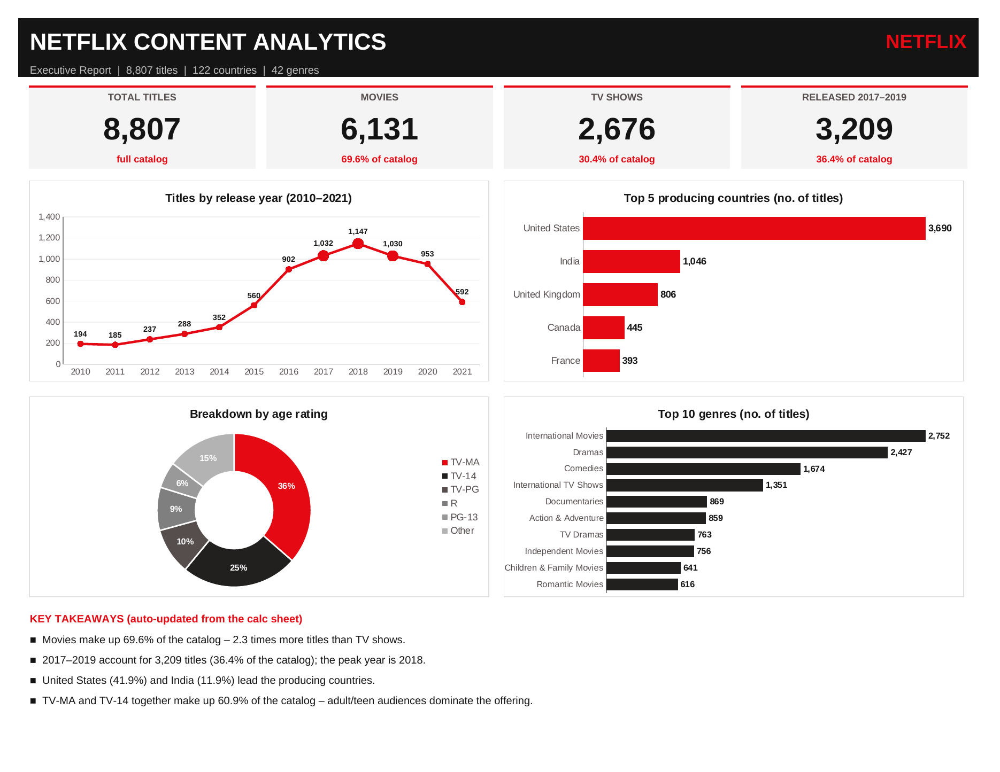 NETFLIX CONTENT ANALYTICS
NETFLIX
Executive Report | 8,807 titles | 122 countries | 42 genres
TOTAL TITLES
8,807
full catalog
MOVIES
6,131
69.6% of catalog
TV SHOWS
2,676
30.4% of catalog
RELEASED 2017–2019
3,209
36.4% of catalog
Titles by release year (2010–2021)
1,400
1,200
1,000
800
600
400
200
0
194
185
237
288
352
560
902
1,032
1,147
1,030
953
592
2010
2011
2012
2013
2014
2015
2016
2017
2018
2019
2020
2021
Top 5 producing countries (no. of titles)
United States 3,690
India 1,046
United Kingdom 806
Canada 445
France 393
Breakdown by age rating
36%
25%
10%
9%
6%
15%
TV-MA
TV-14
TV-PG
R
PG-13
Other
Top 10 genres (no. of titles)
International Movies 2,752
Dramas 2,427
Comedies 1,674
International TV Shows 1,351
Documentaries 869
Action & Adventure 859
TV Dramas 763
Independent Movies 756
Children & Family Movies 641
Romantic Movies 616
KEY TAKEAWAYS (auto-updated from the calc sheet)
■ Movies make up 69.6% of the catalog – 2.3 times more titles than TV shows.
■ 2017–2019 account for 3,209 titles (36.4% of the catalog); the peak year is 2018.
■ United States (41.9%) and India (11.9%) lead the producing countries.
■ TV-MA and TV-14 together make up 60.9% of the catalog – adult/teen audiences dominate the offering.